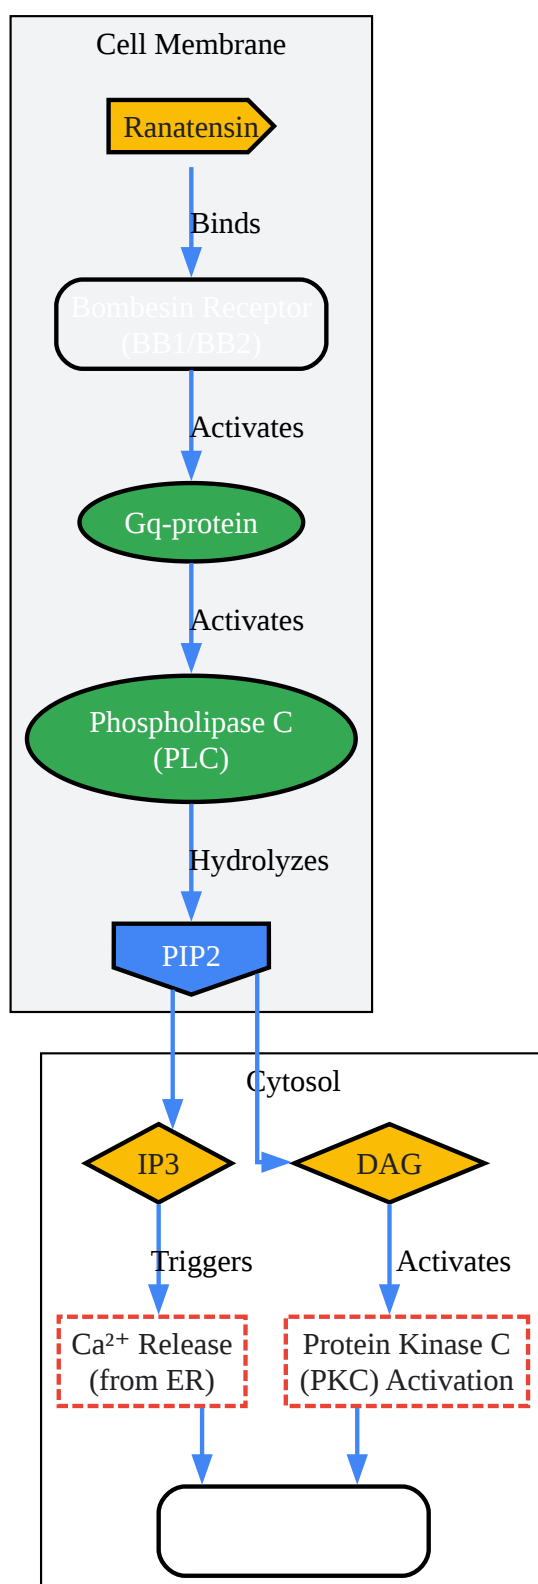 Cell Membrane
Ranatensin
Binds
Bombesin Receptor
(BB1/BB2)
Activates
Gq-protein
Activates
Phospholipase C
(PLC)
Hydrolyzes
PIP2
Cytosol
IP3
DAG
Triggers
Activates
Ca²⁺ Release
(from ER)
Protein Kinase C
(PKC) Activation